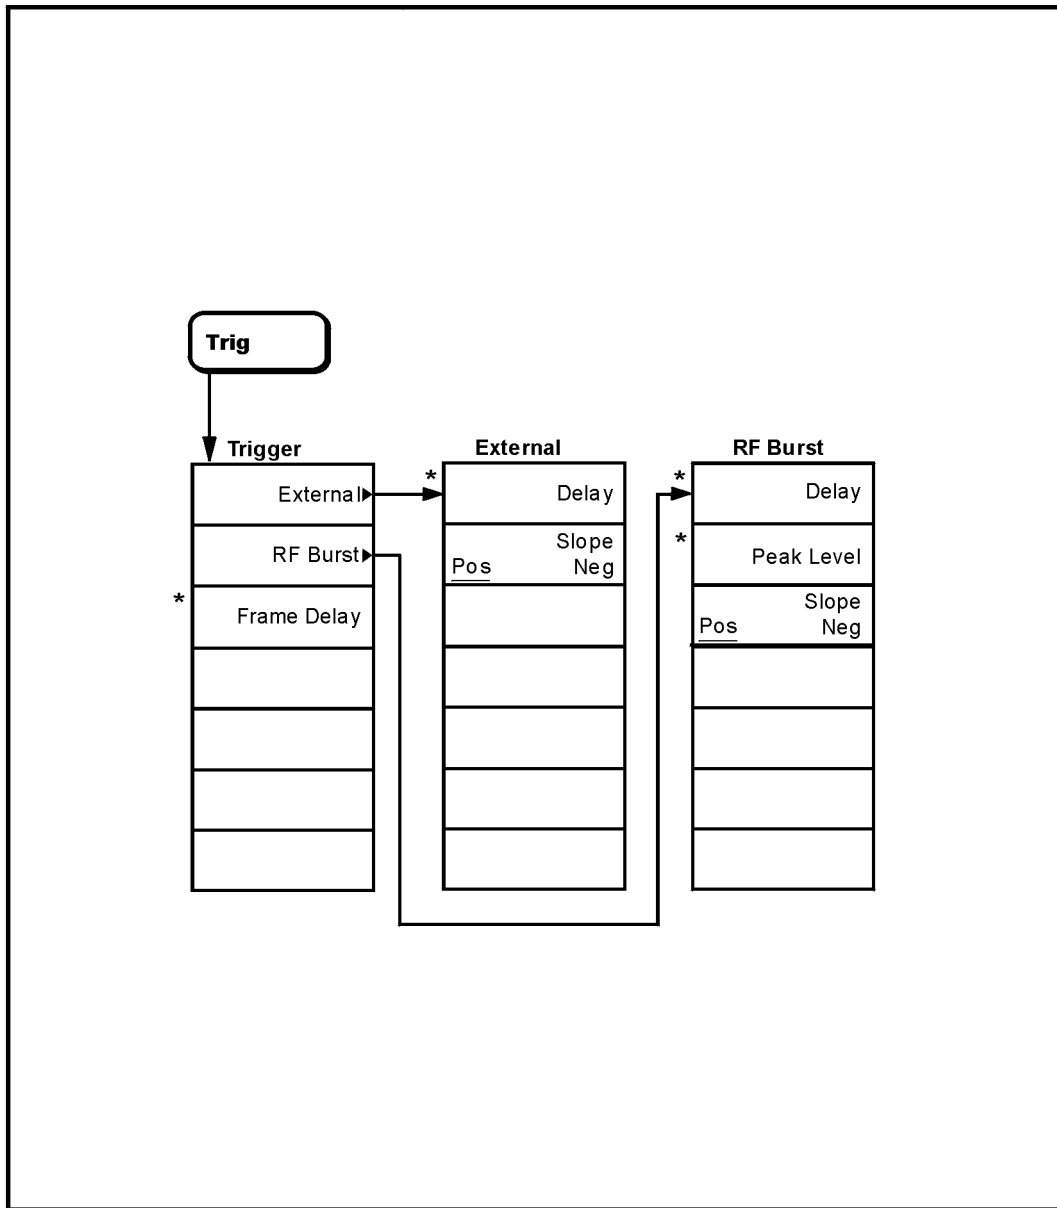 Trig
Trigger
External
RF Burst
* Frame Delay
External
* Delay
Slope
Pos Neg
RF Burst
* Delay
* Peak Level
Slope
Pos Neg